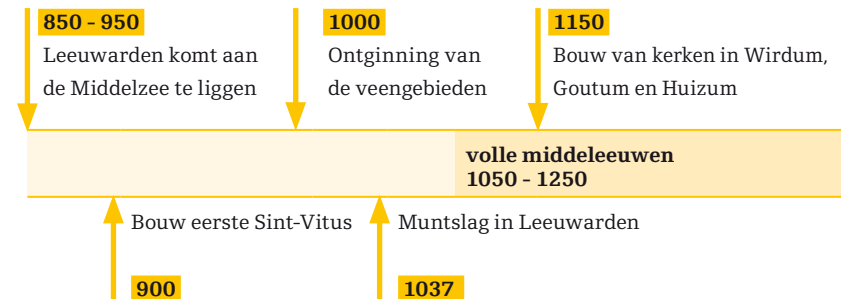 850 - 950
Leeuwarden komt aan
de Middelzee te liggen
1000
Ontginning van
de veengebieden
1150
Bouw van kerken in Wirdum,
Goutum en Huizum
volle middeleeuwen
1050 - 1250
Bouw eerste Sint-Vitus
900
Muntslag in Leeuwarden
1037